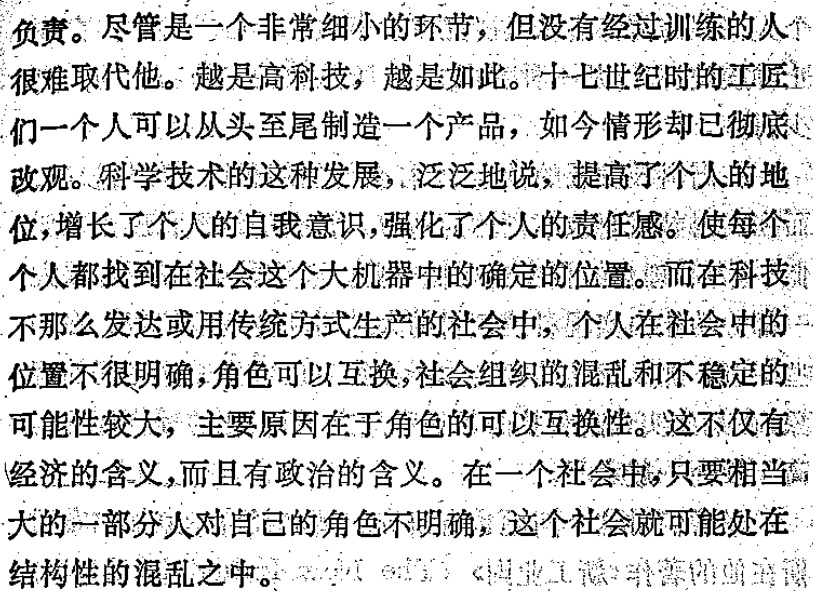 负责。尽管是一个非常细小的环节，但没有经过训练的人
很难取代他。越是高科技，越是如此。十七世纪时的工匠
们一个人可以从头至尾制造一个产品，如今情形却已彻底
改观。科学技术的这种发展，泛泛地说，提高了个人的地
位，增长了个人的自我意识，强化了个人的责任感。使每个
个人都找到在社会这个大机器中的确定的位置。而在科技
不那么发达或用传统方式生产的社会中，个人在社会中的
位置不很明确，角色可以互换，社会组织的混乱和不稳定的
可能性较大，主要原因在于角色的可以互换性。这不仅有
经济的含义，而且有政治的含义。在一个社会中，只要相当
大的一部分人对自己的角色不明确，这个社会就可能处在
结构性的混乱之中。